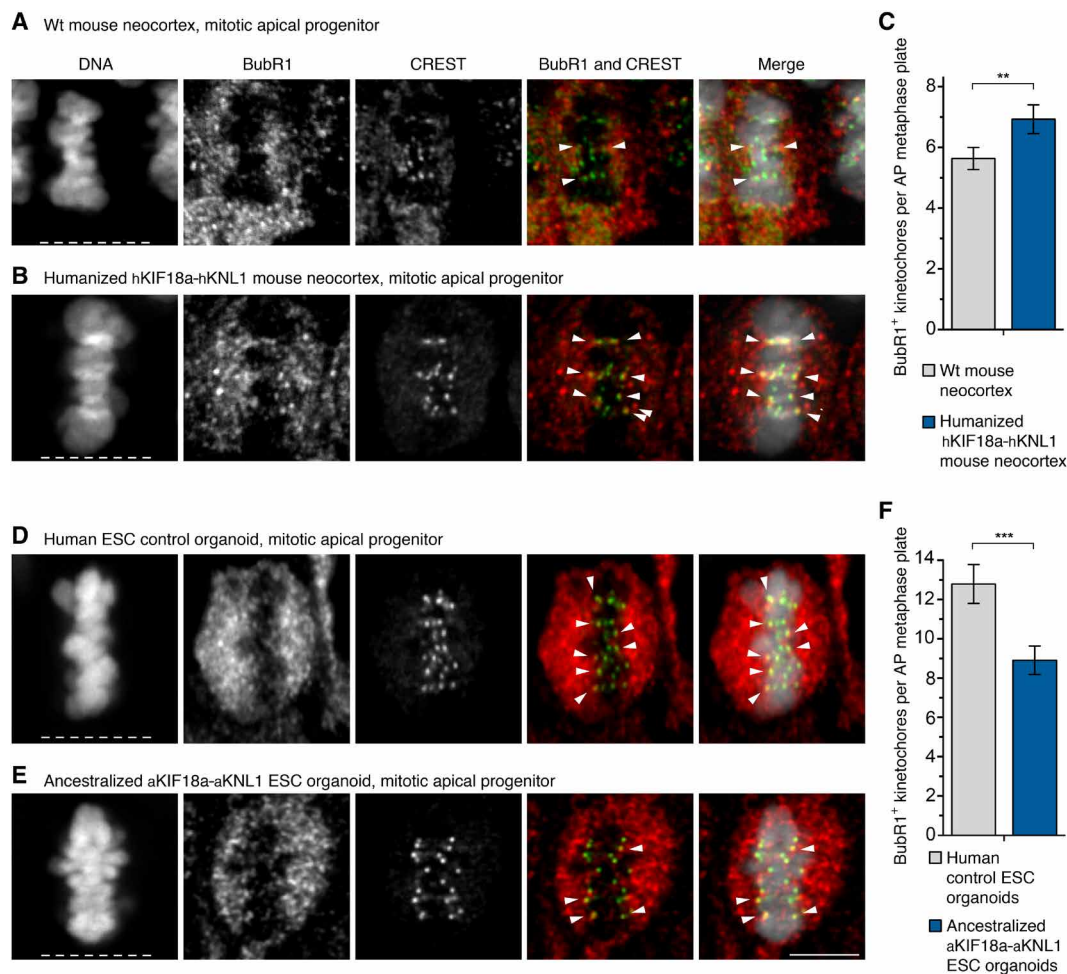 A Wt mouse neocortex, mitotic apical progenitor
DNA BubR1 CREST BubR1 and CREST Merge
B Humanized hKIF18a-hKNL1 mouse neocortex, mitotic apical progenitor
C
BubR1+ kinetochores per AP metaphase plate
8
6
4
2
0
**
Wt mouse
neocortex
Humanized
hKIF18a-hKNL1
mouse neocortex
D Human ESC control organoid, mitotic apical progenitor
E Ancestralized aKIF18a-aKNL1 ESC organoid, mitotic apical progenitor
F
BubR1+ kinetochores per AP metaphase plate
14
12
10
8
6
4
2
0
***
Human
control ESC
organoids
Ancestralized
aKIF18a-aKNL1
ESC organoids